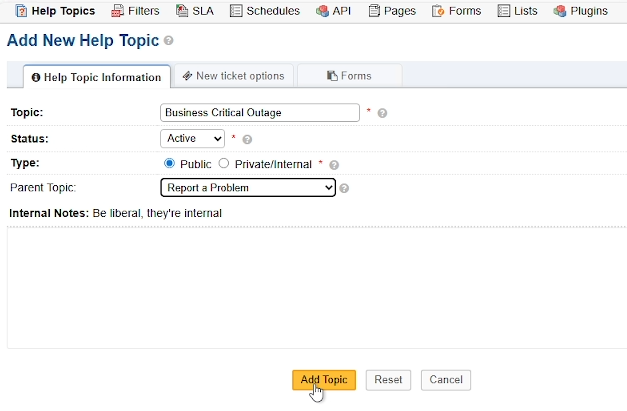 Help Topics Filters SLA Schedules API Pages Forms Lists Plugins
Add New Help Topic
Help Topic Information New ticket options Forms
Topic: Business Critical Outage *
Status: Active *
Type: Public Private/Internal *
Parent Topic: Report a Problem
Internal Notes: Be liberal, they're internal
Add Topic Reset Cancel